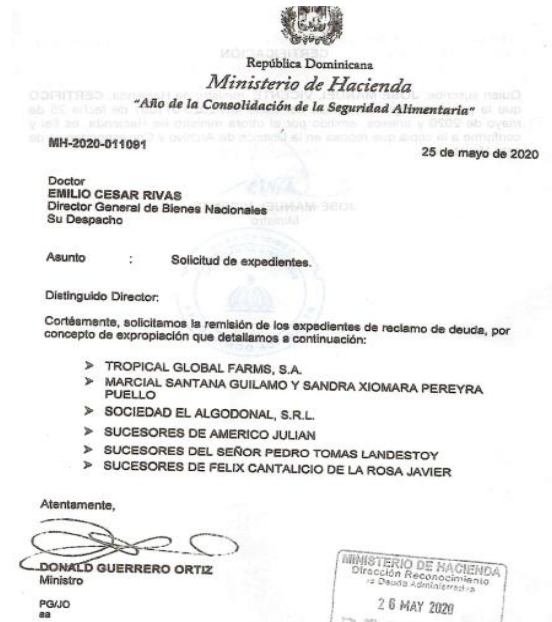 República Dominicana
Ministerio de Hacienda
"Año de la Consolidación de la Seguridad Alimentaria"
MH-2020-011091
25 de mayo de 2020
Doctor
EMILIO CESAR RIVAS
Director General de Bienes Nacionales
Su Despacho
Asunto : Solicitud de expedientes.
Distinguido Director:
Cortésmente, solicitamos la remisión de los expedientes de reclamo de deuda, por
concepto de expropiación que detallamos a continuación:
➤ TROPICAL GLOBAL FARMS, S.A.
➤ MARCIAL SANTANA GUILAMO Y SANDRA XIOMARA PEREYRA
PUELLO
➤ SOCIEDAD EL ALGODONAL, S.R.L.
➤ SUCESORES DE AMERICO JULIAN
➤ SUCESORES DEL SEÑOR PEDRO TOMAS LANDESTOY
➤ SUCESORES DE FELIX CANTALICIO DE LA ROSA JAVIER
Atentamente,
DONALD GUERRERO ORTIZ
Ministro
PG/JO
aa
MINISTERIO DE HACIENDA
Dirección Reconocimiento
Deuda Administrativa
26 MAY 2020